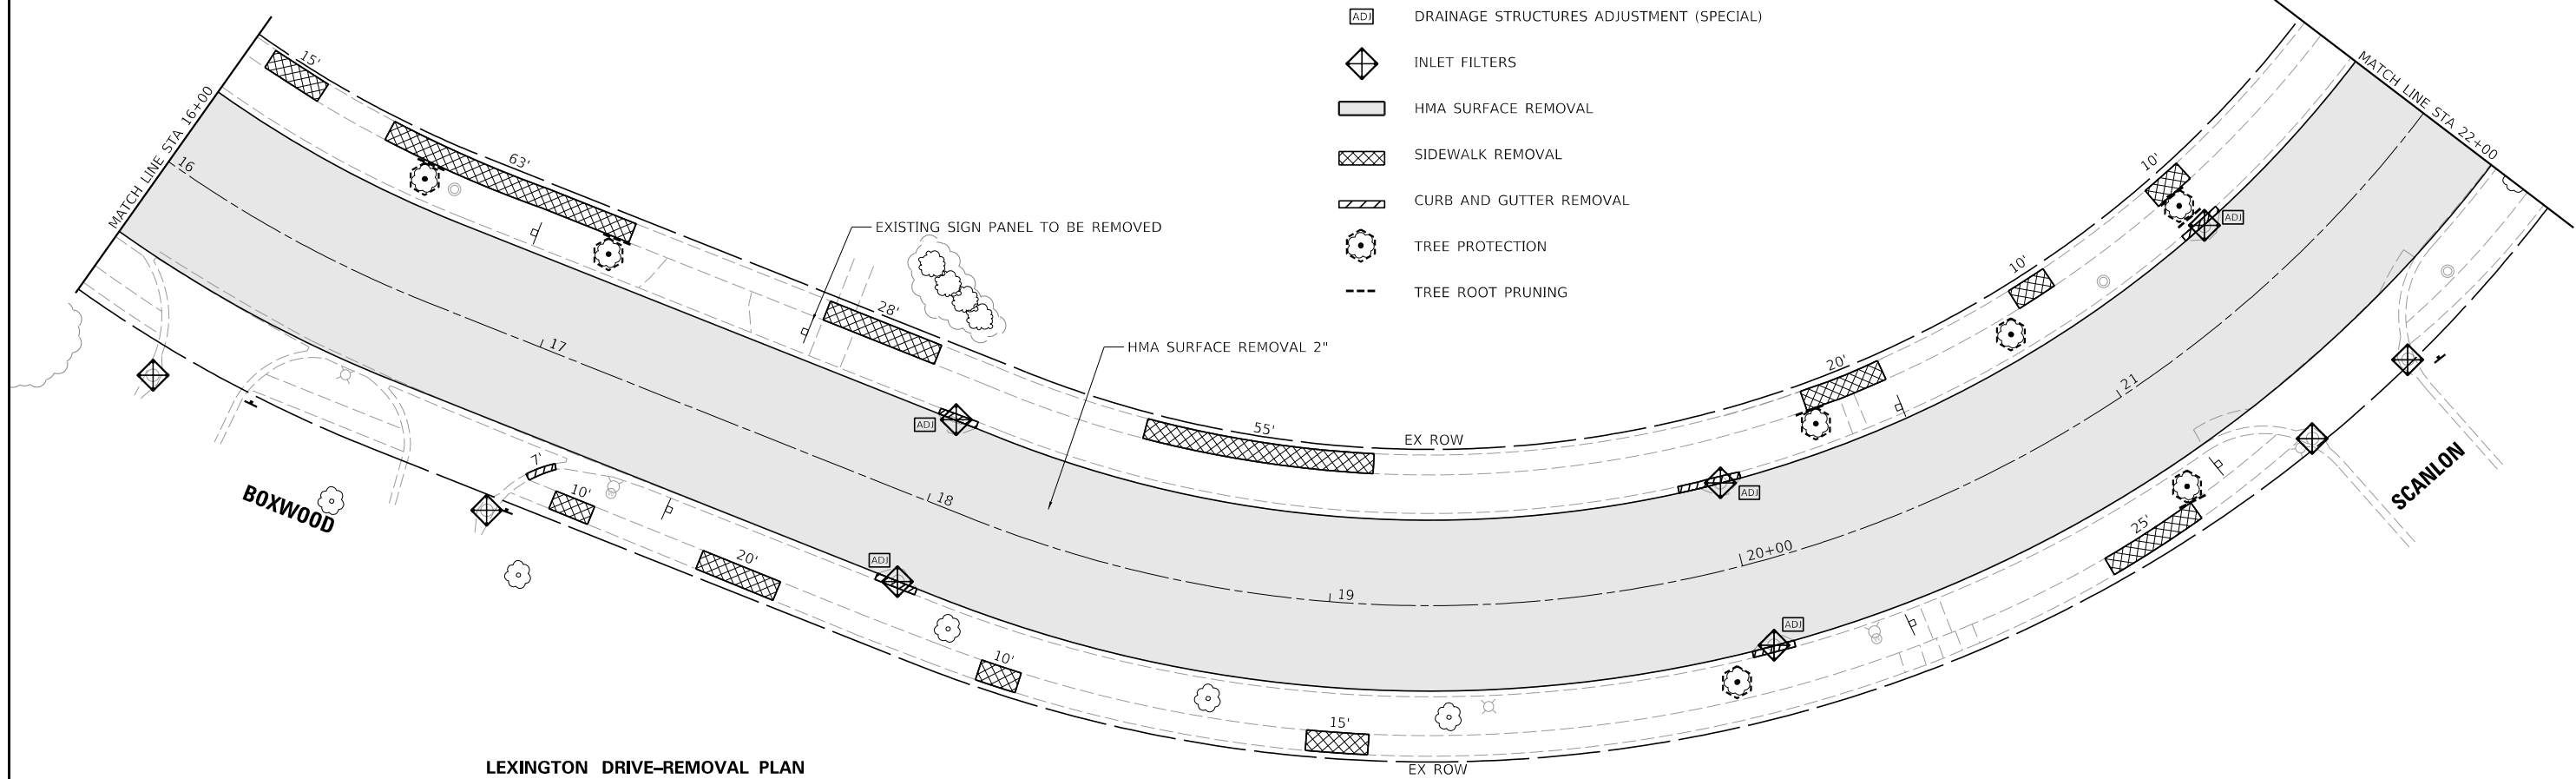 ADJ DRAINAGE STRUCTURES ADJUSTMENT (SPECIAL)
INLET FILTERS
HMA SURFACE REMOVAL
SIDEWALK REMOVAL
CURB AND GUTTER REMOVAL
TREE PROTECTION
TREE ROOT PRUNING
MATCH LINE STA 16+00
MATCH LINE STA 22+00
15'
63'
EXISTING SIGN PANEL TO BE REMOVED
28'
HMA SURFACE REMOVAL 2"
55'
EX ROW
20'
10'
10'
ADJ
ADJ
ADJ
16
17
18
19
20+00
21
BOXWOOD
7'
10'
20'
ADJ
10'
15'
ADJ
25'
SCANLON
EX ROW
LEXINGTON DRIVE–REMOVAL PLAN